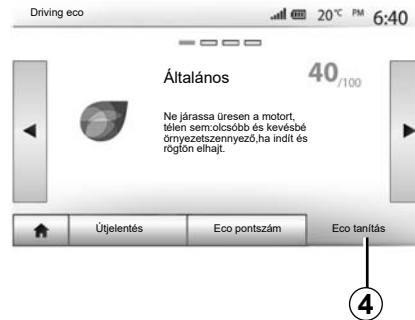 Driving eco 20°C PM 6:40
Általános 40/100
Ne járassa üresen a motort,
télen sem:olcsóbb és kevésbé
örnyezetszennyező,ha indít és
rögtön elhajt.
Útjelentés Eco pontszám Eco tanítás
4